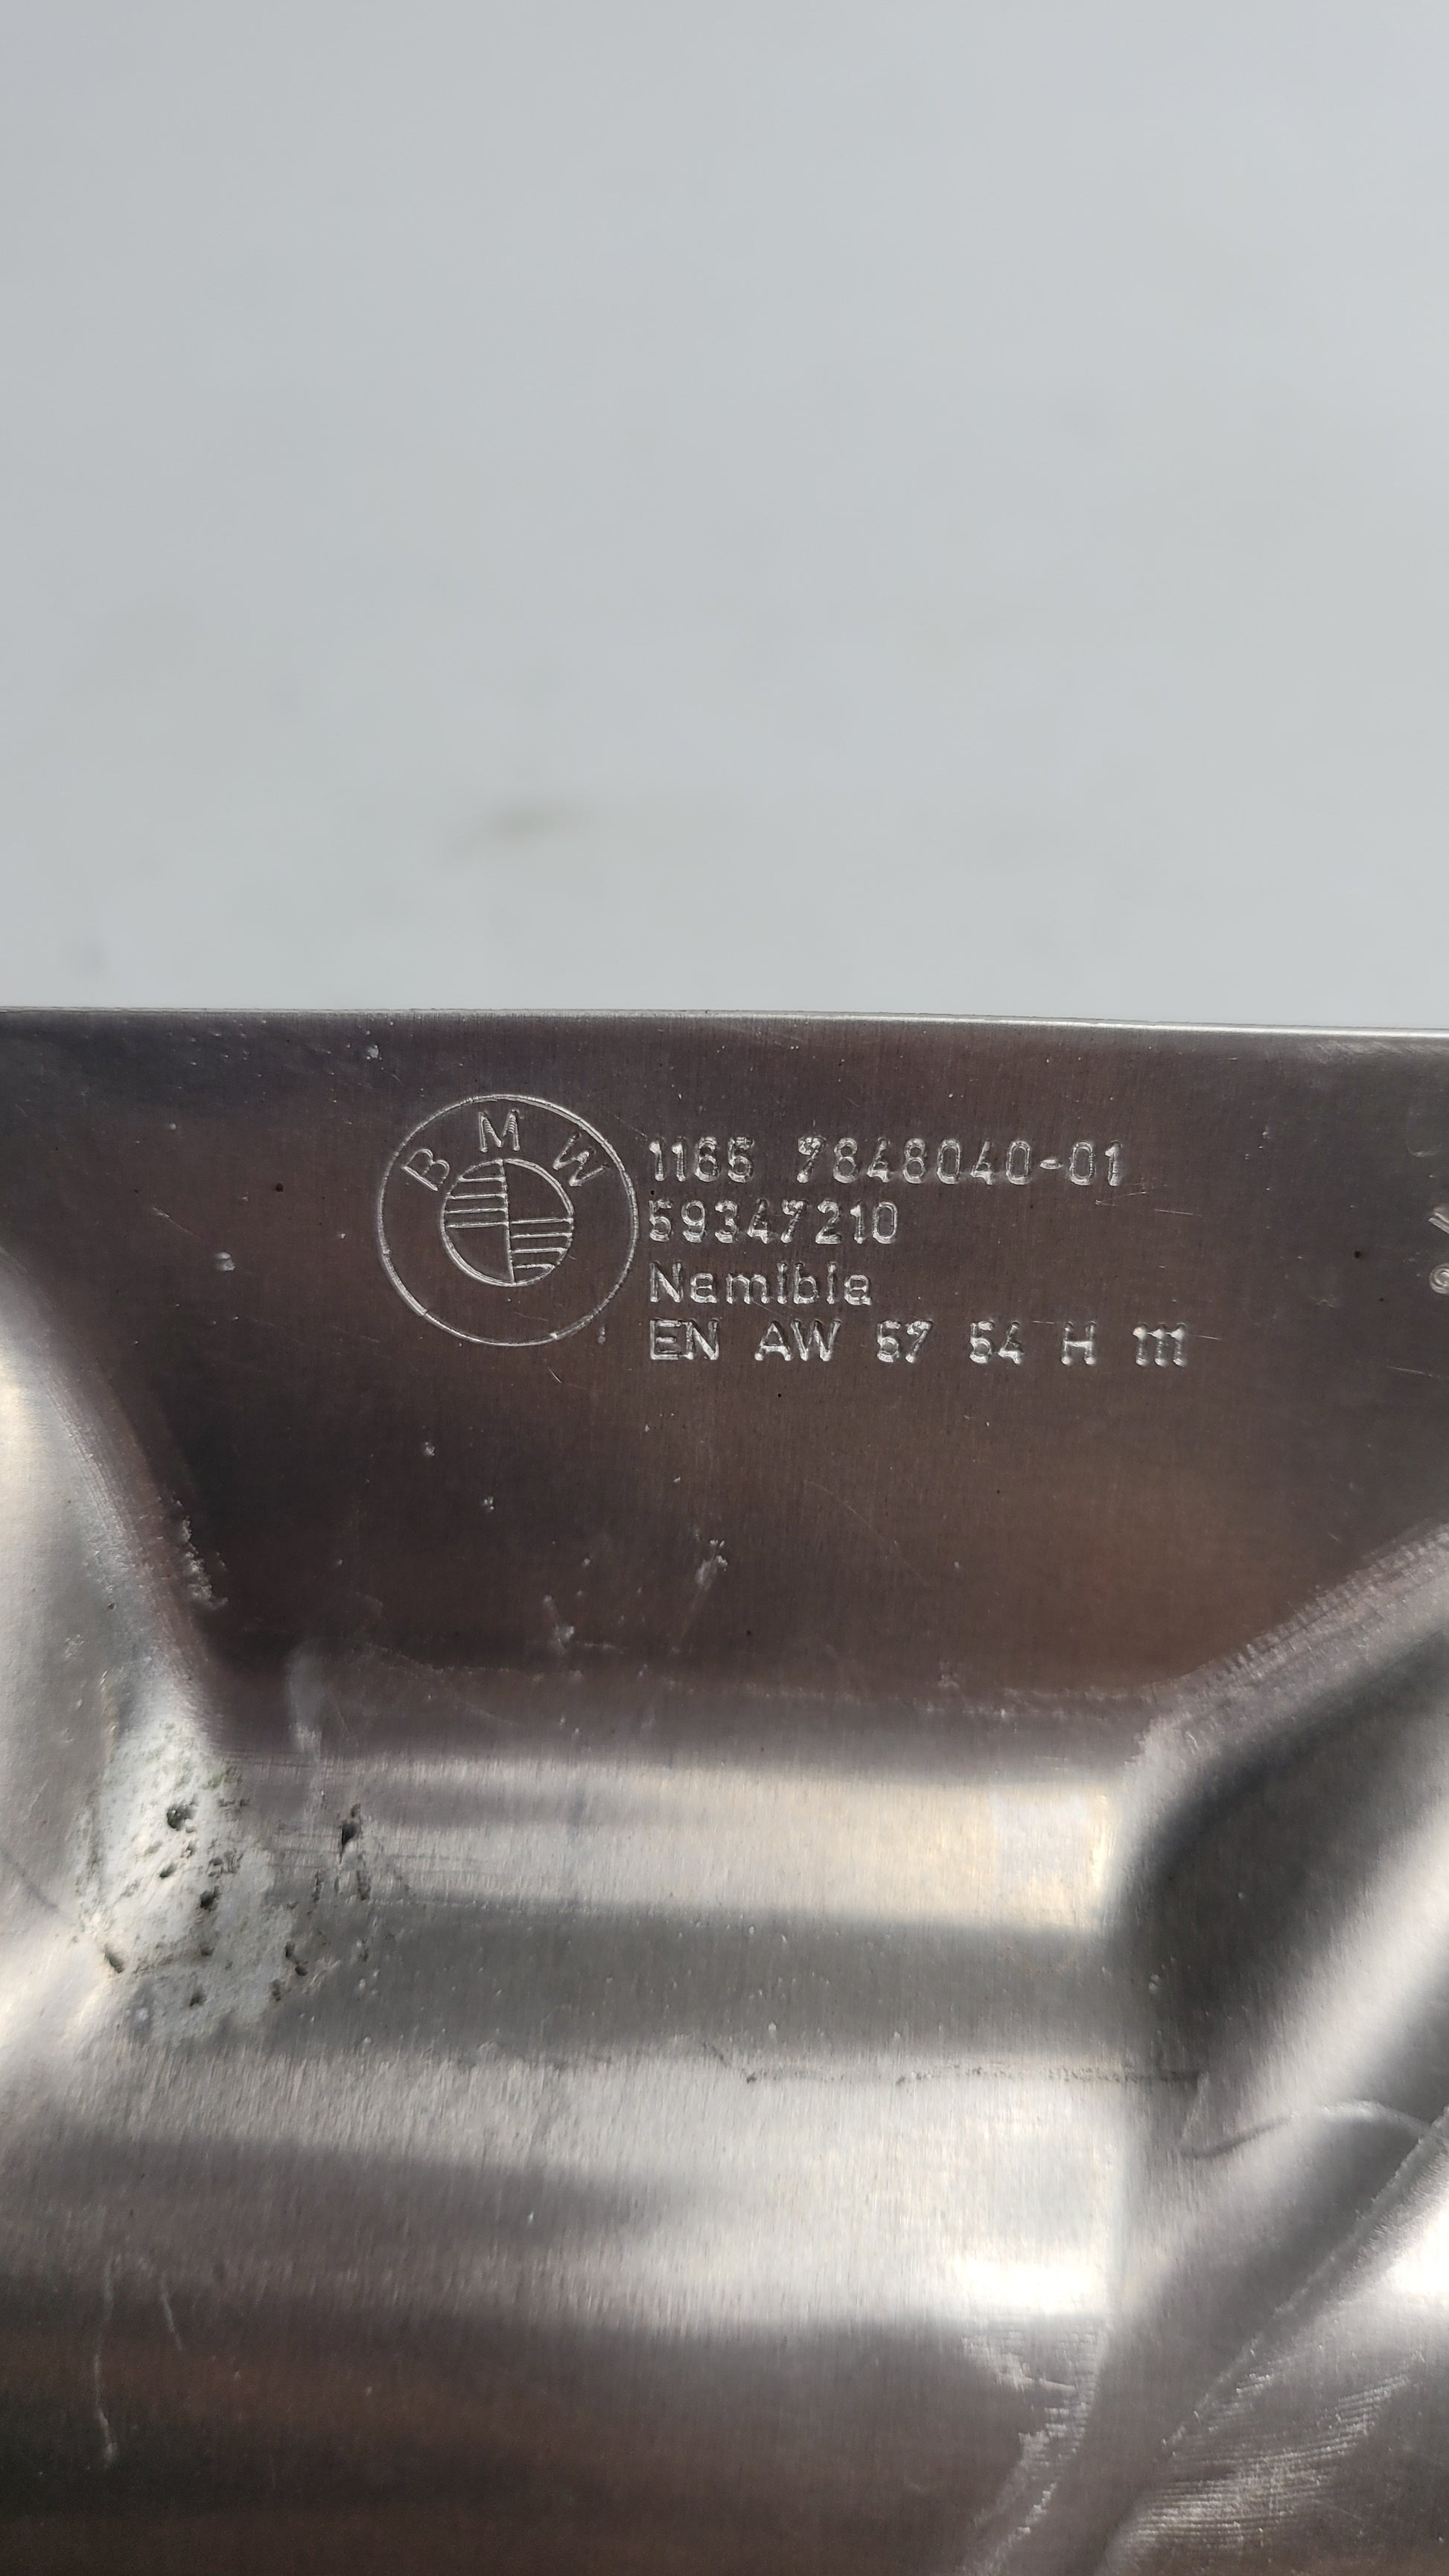 BMW
1165 7848040-01
59347210
Namibia
EN AW 57 54 H 111